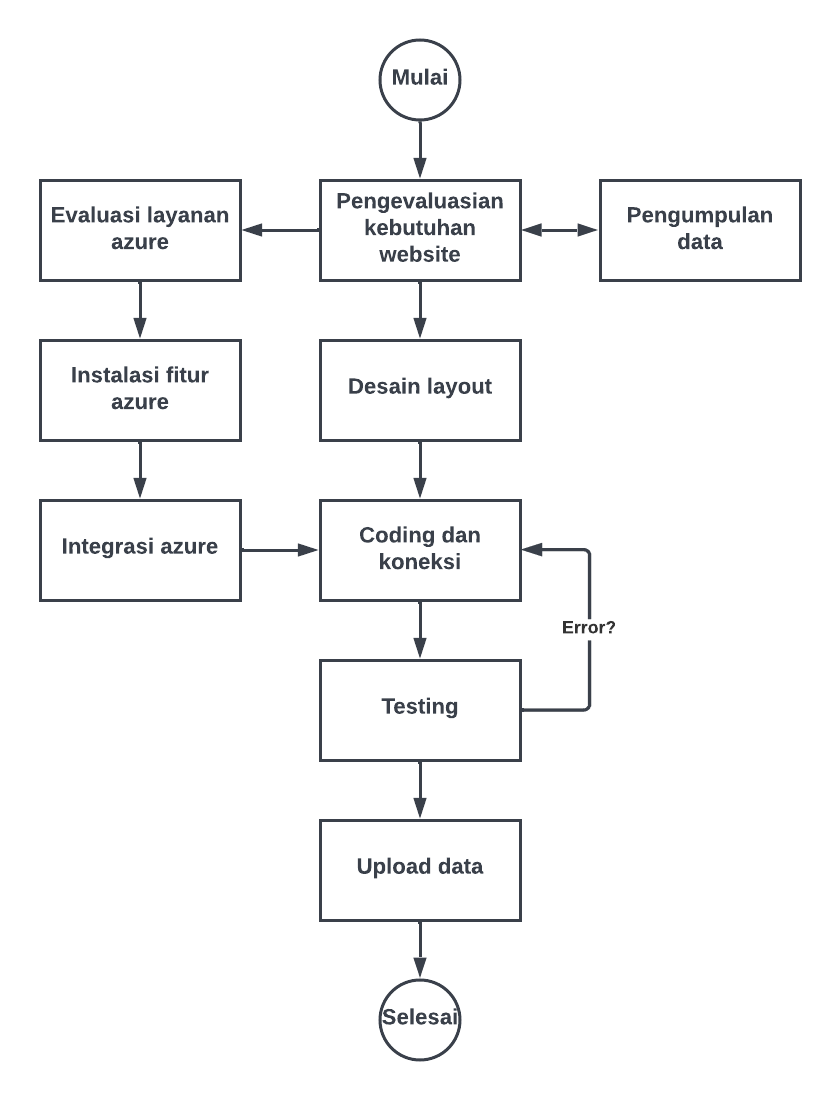 Mulai
Evaluasi layanan
azure
Pengevaluasian
kebutuhan
website
Pengumpulan
data
Instalasi fitur
azure
Desain layout
Integrasi azure
Coding dan
koneksi
Error?
Testing
Upload data
Selesai